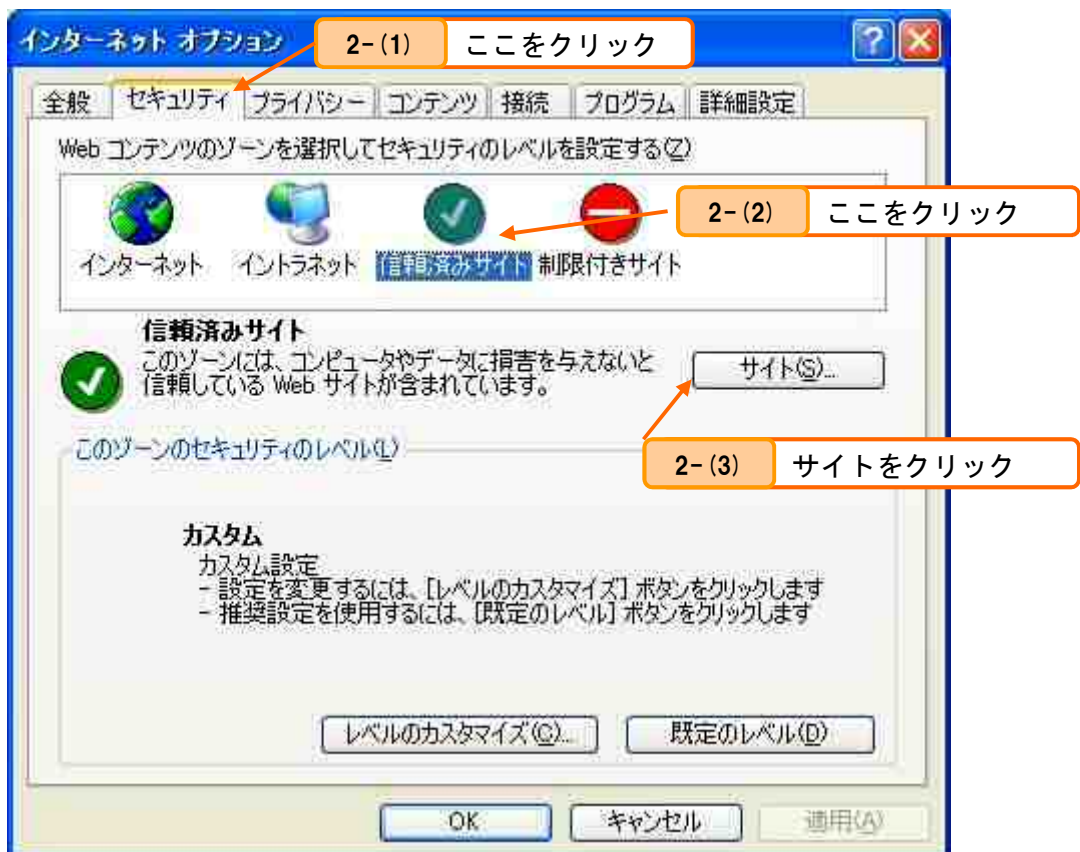 インターネット オプション
2-(1) ここをクリック
全般 セキュリティ プライバシー コンテンツ 接続 プログラム 詳細設定
Web コンテンツのゾーンを選択してセキュリティのレベルを設定する(Z)
2-(2) ここをクリック
インターネット イントラネット 信頼済みサイト 制限付きサイト
信頼済みサイト
このゾーンには、コンピュータやデータに損害を与えないと
信頼している Web サイトが含まれています。
サイト(S)...
このゾーンのセキュリティのレベル(L)
2-(3) サイトをクリック
カスタム
カスタム設定
- 設定を変更するには、[レベルのカスタマイズ] ボタンをクリックします
- 推奨設定を使用するには、[既定のレベル] ボタンをクリックします
レベルのカスタマイズ(C)... 既定のレベル(D)
OK キャンセル 適用(A)